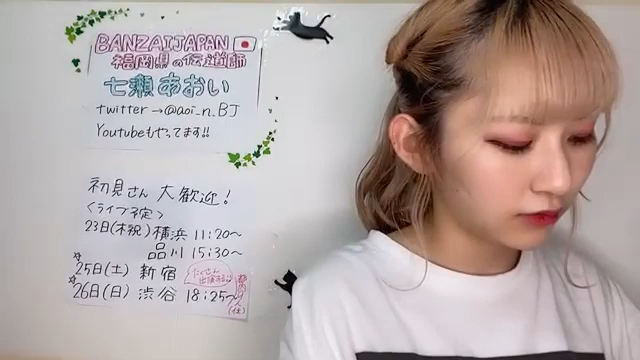 BANZAI JAPAN
福岡県の伝道師
七瀬あおい
twitter→@aoi_n_BJ
Youtubeもやってます!!
初見さん 大歓迎!
<ライブ予定>
23日(木祝)横浜 11:20〜
品川 15:30〜
☆25日(土) 新宿
☆26日(日) 渋谷 18:25〜